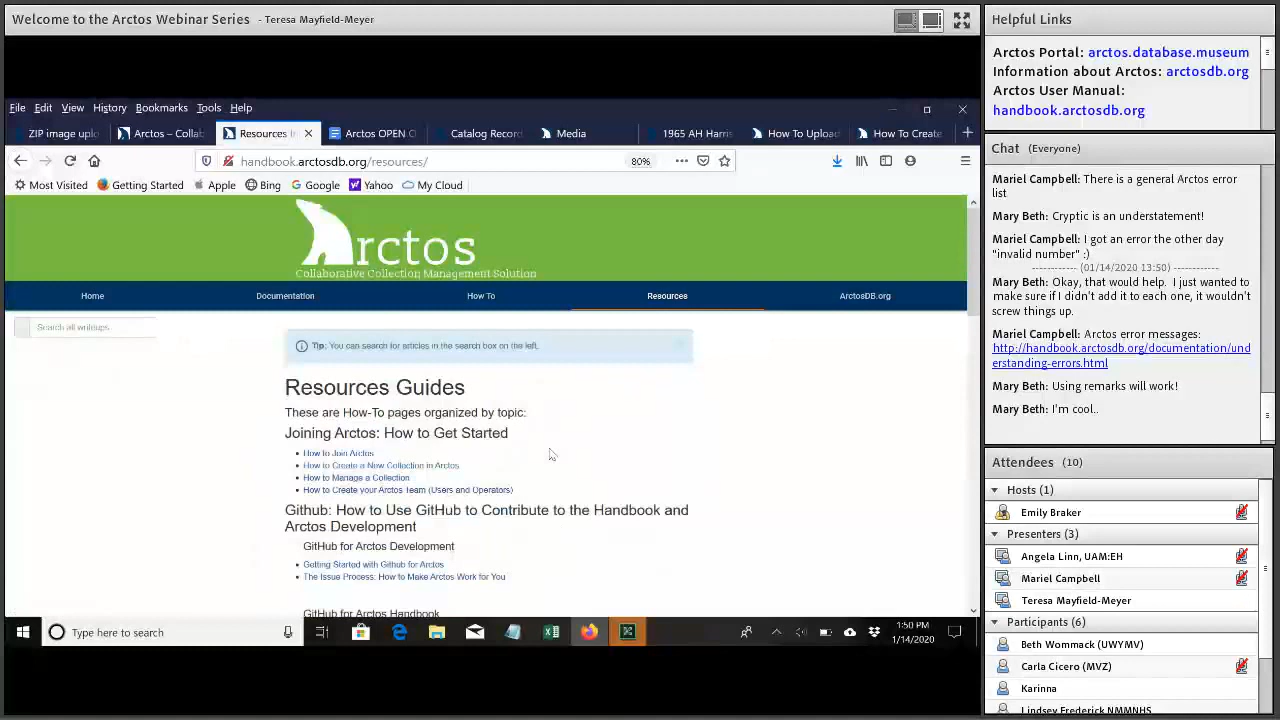 Welcome to the Arctos Webinar Series - Teresa Mayfield-Meyer
File Edit View History Bookmarks Tools Help
ZIP image uplo Arctos – Collab Resources I Arctos OPEN O Catalog Record Media 1965 AH Harris How To Upload How To Create
handbook.arctosdb.org/resources/ 80%
Most Visited Getting Started Apple Bing Google Yahoo My Cloud
rctos
Collaborative Collection Management Solution
Home Documentation How To Resources ArctosDB.org
Search all writeups
Tip: You can search for articles in the search box on the left.
Resources Guides
These are How-To pages organized by topic:
Joining Arctos: How to Get Started
• How to Join Arctos
• How to Create a New Collection in Arctos
• How to Manage a Collection
• How to Create your Arctos Team (Users and Operators)
Github: How to Use GitHub to Contribute to the Handbook and
Arctos Development
GitHub for Arctos Development
• Getting Started with Github for Arctos
• The Issue Process: How to Make Arctos Work for You
GitHub for Arctos Handbook
Type here to search
1:50 PM
1/14/2020
Helpful Links
Arctos Portal: arctos.database.museum
Information about Arctos: arctosdb.org
Arctos User Manual:
handbook.arctosdb.org
Chat (Everyone)
Mariel Campbell: There is a general Arctos error
list
Mary Beth: Cryptic is an understatement!
Mariel Campbell: I got an error the other day
"invalid number" :)
------------ (01/14/2020 13:50) ------------
Mary Beth: Okay, that would help. I just wanted to
make sure if I didn't add it to each one, it wouldn't
screw things up.
Mariel Campbell: Arctos error messages:
http://handbook.arctosdb.org/documentation/und
erstanding-errors.html
Mary Beth: Using remarks will work!
Mary Beth: I'm cool..
Attendees (10)
Hosts (1)
Emily Braker
Presenters (3)
Angela Linn, UAM:EH
Mariel Campbell
Teresa Mayfield-Meyer
Participants (6)
Beth Wommack (UWYMV)
Carla Cicero (MVZ)
Karinna
Lindsey Frederick NMMNHS